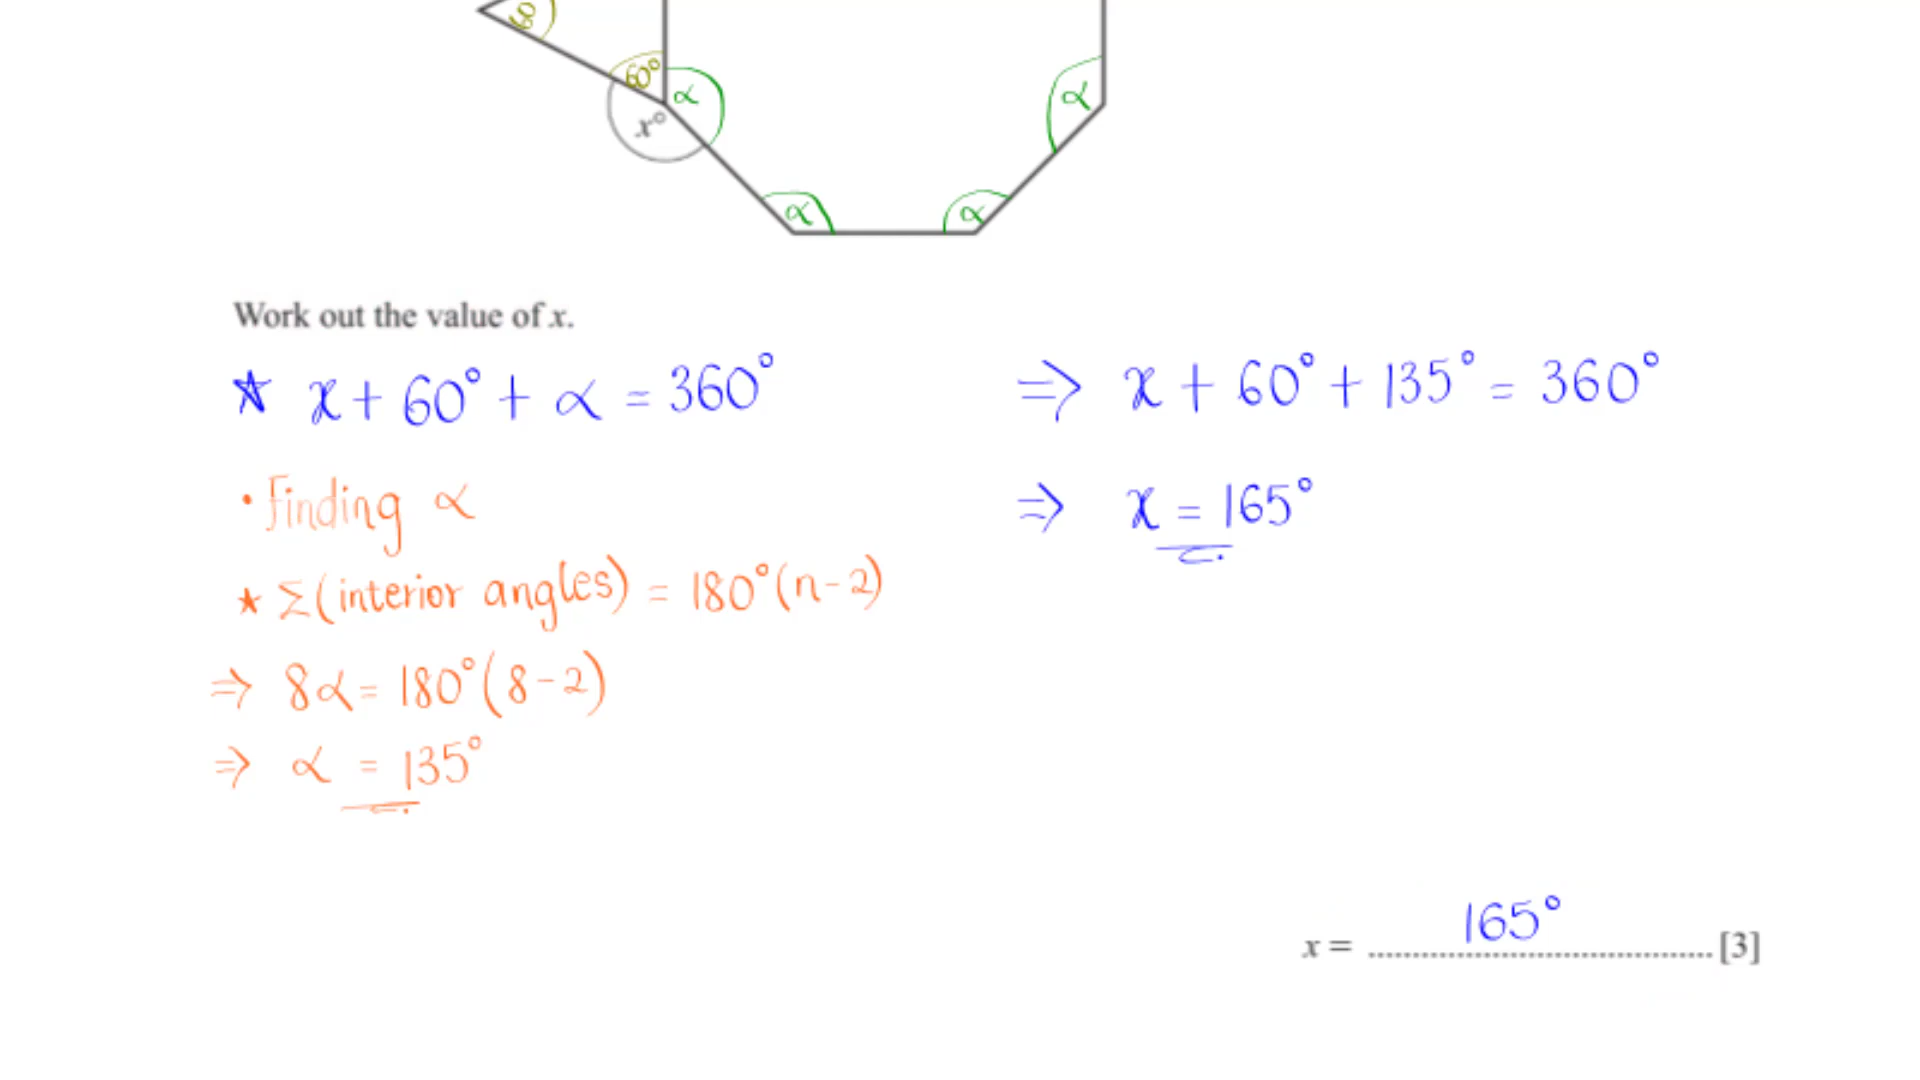 60
60°
α
α
x°
α
α
Work out the value of x.
☆ x + 60° + α = 360°
⇒ x + 60° + 135° = 360°
• Finding α
⇒ x = 165°
★ Σ(interior angles) = 180°(n-2)
⇒ 8α = 180°(8-2)
⇒ α = 135°
165°
x = ........................................ [3]